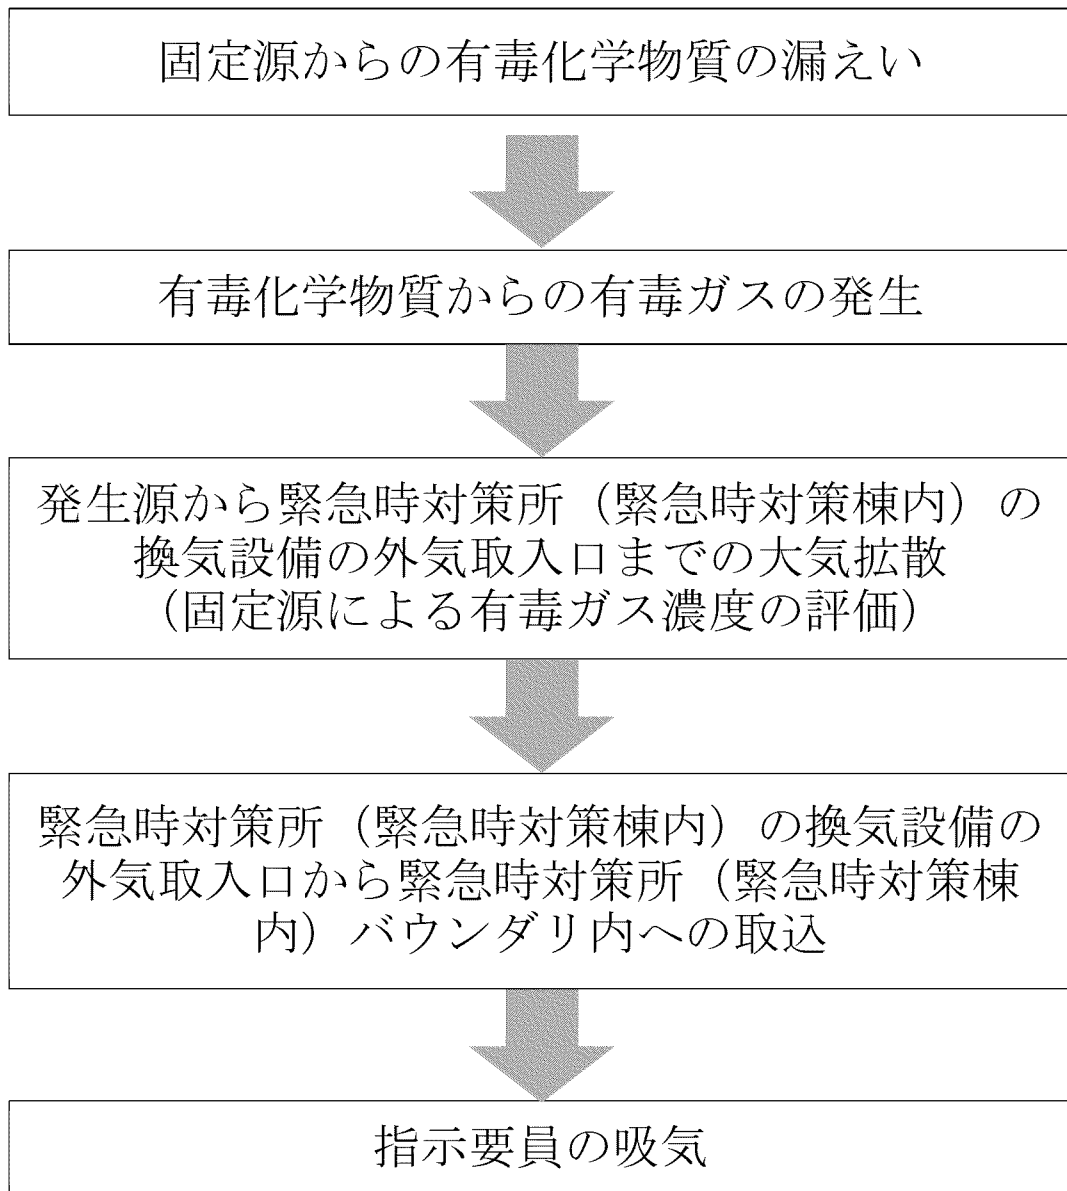 固定源からの有毒化学物質の漏えい
有毒化学物質からの有毒ガスの発生
発生源から緊急時対策所（緊急時対策棟内）の
換気設備の外気取入口までの大気拡散
（固定源による有毒ガス濃度の評価）
緊急時対策所（緊急時対策棟内）の換気設備の
外気取入口から緊急時対策所（緊急時対策棟
内）バウンダリ内への取込
指示要員の吸気